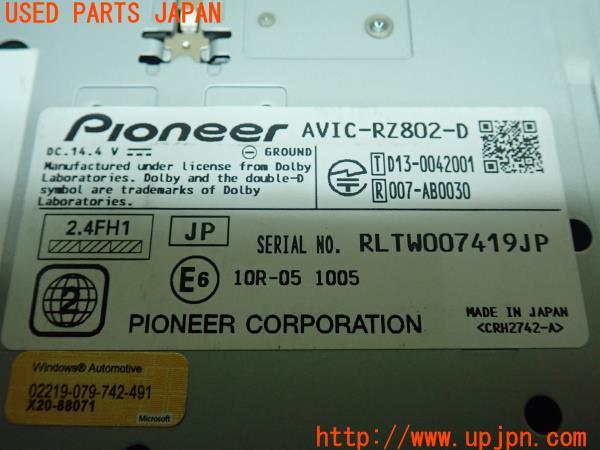 USED PARTS JAPAN
Pioneer AVIC-RZ802-D
DC.14.4 V GROUND
Manufactured under license from Dolby
Laboratories. Dolby and the double-D
symbol are trademarks of Dolby
Laboratories.
T D13-0042001
R 007-AB0030
2.4FH1
JP
SERIAL NO. RLTW007419JP
2
E6 10R-05 1005
PIONEER CORPORATION
MADE IN JAPAN
<CRH2742-A>
Windows® Automotive
02219-079-742-491
X20-88071
Microsoft
http://www.upjpn.com/